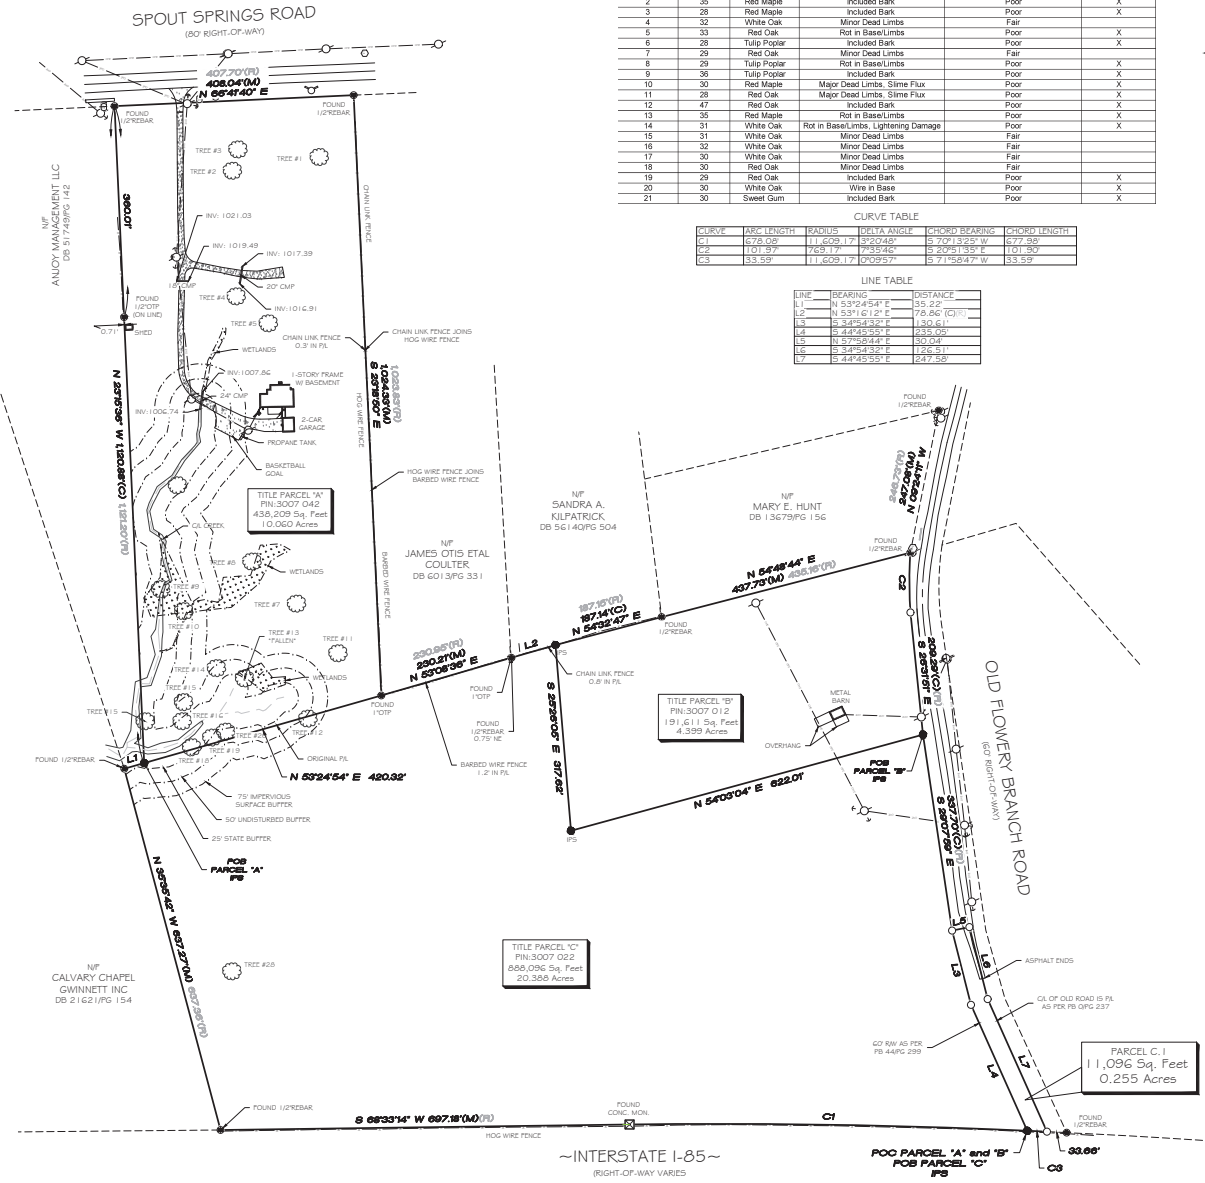 SPOUT SPRINGS ROAD
(80' RIGHT-OF-WAY)
407.70'(R)
408.04'(M)
N 66°41'40" E
2 35 Red Maple Included Bark Poor X
3 28 Red Maple Included Bark Poor X
4 32 White Oak Minor Dead Limbs Fair
5 33 Red Oak Rot in Base/Limbs Poor X
6 28 Tulip Poplar Included Bark Poor X
7 29 Red Oak Minor Dead Limbs Fair
8 29 Tulip Poplar Rot in Base/Limbs Poor X
9 36 Tulip Poplar Included Bark Poor X
10 30 Red Maple Major Dead Limbs, Slime Flux Poor X
11 28 Red Oak Major Dead Limbs, Slime Flux Poor X
12 47 Red Oak Included Bark Poor X
13 35 Red Maple Rot in Base/Limbs Poor X
14 31 White Oak Rot in Base/Limbs, Lightening Damage Poor X
15 31 White Oak Minor Dead Limbs Fair
16 32 White Oak Minor Dead Limbs Fair
17 30 White Oak Minor Dead Limbs Fair
18 30 Red Oak Minor Dead Limbs Fair
19 29 Red Oak Included Bark Poor X
20 30 White Oak Wire in Base Poor X
21 30 Sweet Gum Included Bark Poor X
CURVE TABLE
CURVE ARC LENGTH RADIUS DELTA ANGLE CHORD BEARING CHORD LENGTH
C1 678.08' 11,609.17' 3°20'48" S 70°13'25" W 677.98'
C2 101.97' 769.17' 7°35'46" S 20°51'35" E 101.90'
C3 33.59' 11,609.17' 0°09'57" S 71°58'47" W 33.59'
LINE TABLE
LINE BEARING DISTANCE
L1 N 53°24'54" E 35.22'
L2 N 53°16'12" E 78.86' (C)(R)
L3 S 34°54'32" E 130.61'
L4 S 44°45'55" E 235.05'
L5 N 57°58'44" E 30.04'
L6 S 34°54'32" E 126.51'
L7 S 44°45'55" E 247.58'
FOUND
1/2"REBAR
FOUND
1/2"REBAR
N/F
ANJOY MANAGEMENT LLC
DB 51749/PG 142
360.01'
TREE #3
TREE #1
TREE #2
CHAIN LINK FENCE
INV: 1021.03
INV: 1019.49
INV: 1017.39
18" CMP
20" CMP
TREE #4
INV:1016.91
FOUND
1/2"OTP
(ON LINE)
0.71'
SHED
TREE #5
CHAIN LINK FENCE
0.3' IN P/L
CHAIN LINK FENCE JOINS
HOG WIRE FENCE
WETLANDS
INV:1007.86
1-STORY FRAME
W/ BASEMENT
24" CMP
INV:1006.74
2-CAR
GARAGE
PROPANE TANK
BASKETBALL
GOAL
HOG WIRE FENCE
1,024.39'(M)
HOG WIRE FENCE JOINS
BARBED WIRE FENCE
TITLE PARCEL "A"
PIN:3007 042
438,209 Sq. Feet
10.060 Acres
C/L CREEK
TREE #8
WETLANDS
TREE #9
TREE #7
TREE #10
TREE #13
"FALLEN"
TREE #11
TREE #14
WETLANDS
TREE #15
TREE #15
TREE #16
TREE #12
TREE #19
TREE #18
BARBED WIRE FENCE
N/F
JAMES OTIS ETAL
COULTER
DB 6013/PG 331
N/F
SANDRA A.
KILPATRICK
DB 56140/PG 504
N/F
MARY E. HUNT
DB 13679/PG 156
FOUND
1/2"REBAR
247.08'(M)
N 09°24'11" W
FOUND
1/2"REBAR
N 54°48'44" E
437.73'(M) 435.16'(R)
187.15'(R)
187.14'(C)
N 54°32'47" E
FOUND
1/2"REBAR
230.95'(R)
230.21'(M)
N 53°08'36" E
L2
IPS
CHAIN LINK FENCE
0.8' IN P/L
FOUND
1"OTP
FOUND
1"OTP
FOUND
1/2"REBAR
0.75' NE
BARBED WIRE FENCE
1.2' IN P/L
S 25°26'05" E 317.62'
TITLE PARCEL "B"
PIN:3007 012
191,611 Sq. Feet
4.399 Acres
METAL
BARN
OVERHANG
C2
POB
PARCEL "B"
IPS
N 54°03'04" E 622.01'
IPS
OLD FLOWERY BRANCH ROAD
(60' RIGHT-OF-WAY)
337.70'(C)(R)
S 29°07'59" E
FOUND 1/2"REBAR
L1
ORIGINAL P/L
N 53°24'54" E 420.32'
75' IMPERVIOUS
SURFACE BUFFER
50' UNDISTURBED BUFFER
25' STATE BUFFER
POB
PARCEL "A"
IPS
N 35°35'42" W 637.27'(M) 637.36'(R)
TREE #28
N/F
CALVARY CHAPEL
GWINNETT INC
DB 21621/PG 154
TITLE PARCEL "C"
PIN:3007 022
888,096 Sq. Feet
20.388 Acres
L5
L3
L6
ASPHALT ENDS
C/L OF OLD ROAD IS P/L
AS PER PB 0/PG 237
60' R/W AS PER
PB 44/PG 299
L4
L7
PARCEL C.1
11,096 Sq. Feet
0.255 Acres
FOUND 1/2"REBAR
S 68°33'14" W 697.18'(M)(R)
HOG WIRE FENCE
FOUND
CONC. MON.
C1
FOUND
1/2"REBAR
33.66'
C3
POC PARCEL "A" and "B"
POB PARCEL "C"
IPS
~INTERSTATE I-85~
(RIGHT-OF-WAY VARIES